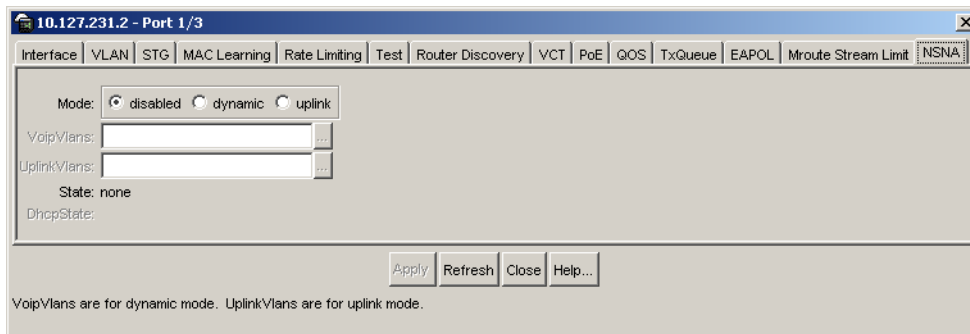 10.127.231.2 - Port 1/3
Interface VLAN STG MAC Learning Rate Limiting Test Router Discovery VCT PoE QOS TxQueue EAPOL Mroute Stream Limit NSNA
Mode: disabled dynamic uplink
VoipVlans: ...
UplinkVlans: ...
State: none
DhcpState:
Apply Refresh Close Help...
VoipVlans are for dynamic mode. UplinkVlans are for uplink mode.